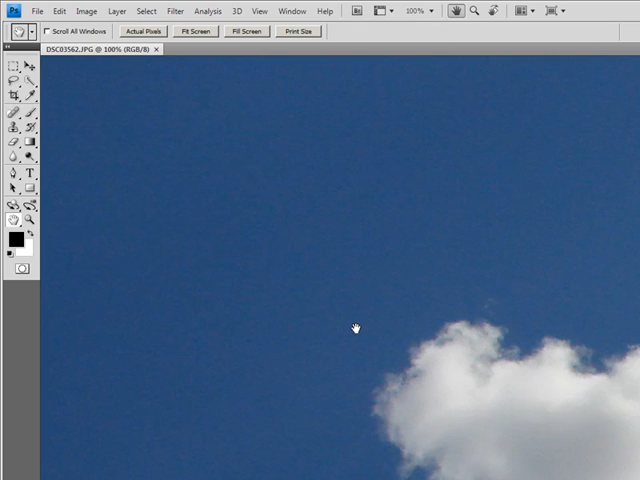 Ps File Edit Image Layer Select Filter Analysis 3D View Window Help 100%
Scroll All Windows Actual Pixels Fit Screen Fill Screen Print Size
DSC03562.JPG @ 100% (RGB/8) ×
T